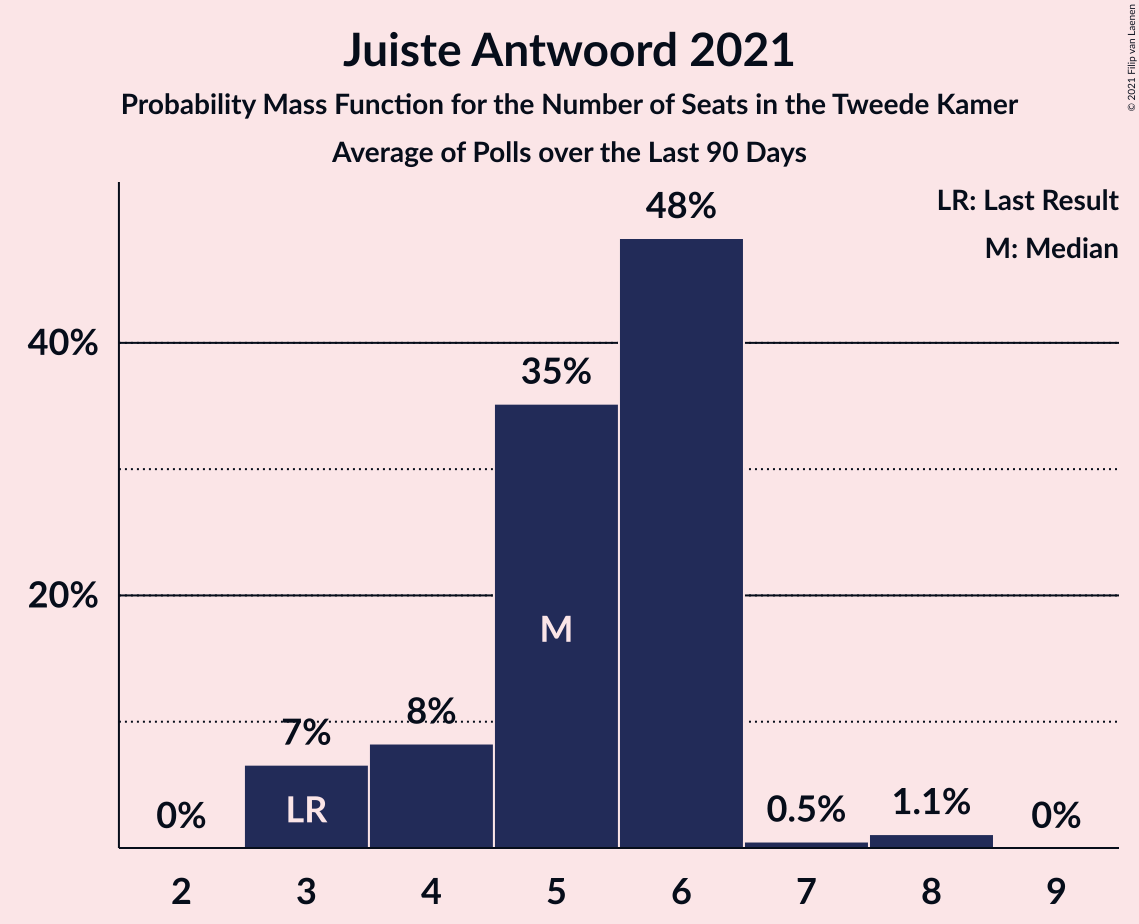 Juiste Antwoord 2021
Probability Mass Function for the Number of Seats in the Tweede Kamer
Average of Polls over the Last 90 Days
© 2021 Filip van Laenen
LR: Last Result
M: Median
48%
40%
35%
20%
M
8%
7%
LR
0%
0.5%
1.1%
0%
2 3 4 5 6 7 8 9